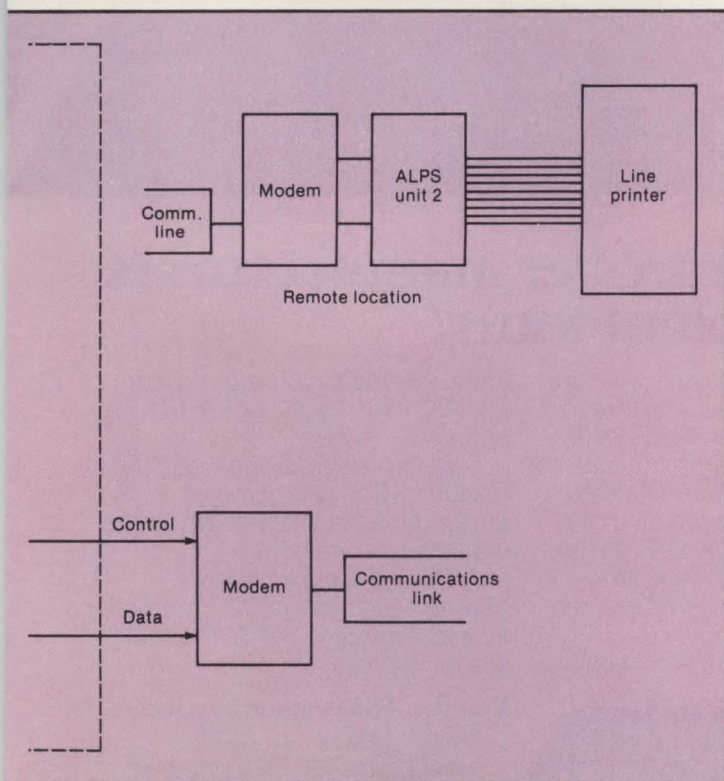 Comm.
line
Modem
ALPS
unit 2
Line
printer
Remote location
Control
Data
Modem
Communications
link